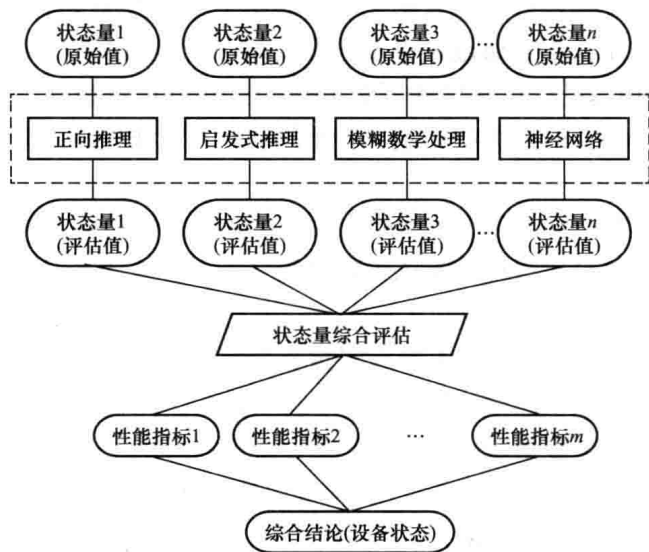 状态量1 状态量2 状态量3 … 状态量n
(原始值) (原始值) (原始值) (原始值)
正向推理 启发式推理 模糊数学处理 神经网络
状态量1 状态量2 状态量3 … 状态量n
(评估值) (评估值) (评估值) (评估值)
状态量综合评估
性能指标1 性能指标2 … 性能指标m
综合结论(设备状态)